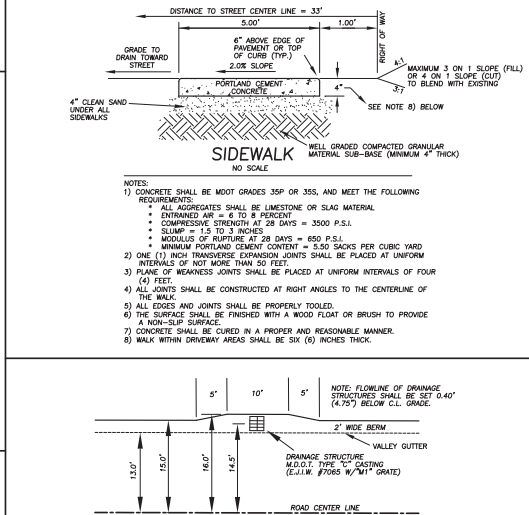 DISTANCE TO STREET CENTER LINE = 33'
5.00'
1.00'
RIGHT OF WAY
GRADE TO
DRAIN TOWARD
STREET
6" ABOVE EDGE OF
PAVEMENT OR TOP
OF CURB (TYP.)
2.0% SLOPE
4:1
3:1
MAXIMUM 3 ON 1 SLOPE (FILL)
OR 4 ON 1 SLOPE (CUT)
TO BLEND WITH EXISTING
PORTLAND CEMENT
CONCRETE
4"
SEE NOTE 8) BELOW
4" CLEAN SAND
UNDER ALL
SIDEWALKS
WELL GRADED COMPACTED GRANULAR
MATERIAL SUB-BASE (MINIMUM 4" THICK)
SIDEWALK
NO SCALE
NOTES:
1) CONCRETE SHALL BE MDOT GRADES 35P OR 35S, AND MEET THE FOLLOWING
REQUIREMENTS:
* ALL AGGREGATES SHALL BE LIMESTONE OR SLAG MATERIAL
* ENTRAINED AIR = 6 TO 8 PERCENT
* COMPRESSIVE STRENGTH AT 28 DAYS = 3500 P.S.I.
* SLUMP = 1.5 TO 3 INCHES
* MODULUS OF RUPTURE AT 28 DAYS = 650 P.S.I.
* MINIMUM PORTLAND CEMENT CONTENT = 5.50 SACKS PER CUBIC YARD
2) ONE (1) INCH TRANSVERSE EXPANSION JOINTS SHALL BE PLACED AT UNIFORM
INTERVALS OF NOT MORE THAN 50 FEET.
3) PLANE OF WEAKNESS JOINTS SHALL BE PLACED AT UNIFORM INTERVALS OF FOUR
(4) FEET.
4) ALL JOINTS SHALL BE CONSTRUCTED AT RIGHT ANGLES TO THE CENTERLINE OF
THE WALK.
5) ALL EDGES AND JOINTS SHALL BE PROPERLY TOOLED.
6) THE SURFACE SHALL BE FINISHED WITH A WOOD FLOAT OR BRUSH TO PROVIDE
A NON-SLIP SURFACE.
7) CONCRETE SHALL BE CURED IN A PROPER AND REASONABLE MANNER.
8) WALK WITHIN DRIVEWAY AREAS SHALL BE SIX (6) INCHES THICK.
5'
10'
5'
NOTE: FLOWLINE OF DRAINAGE
STRUCTURES SHALL BE SET 0.40'
(4.75") BELOW C.L. GRADE.
2' WIDE BERM
VALLEY GUTTER
13.0'
15.0'
16.0'
14.5'
DRAINAGE STRUCTURE
M.D.O.T. TYPE "C" CASTING
(E.J.I.W. #7065 W/"M1" GRATE)
ROAD CENTER LINE